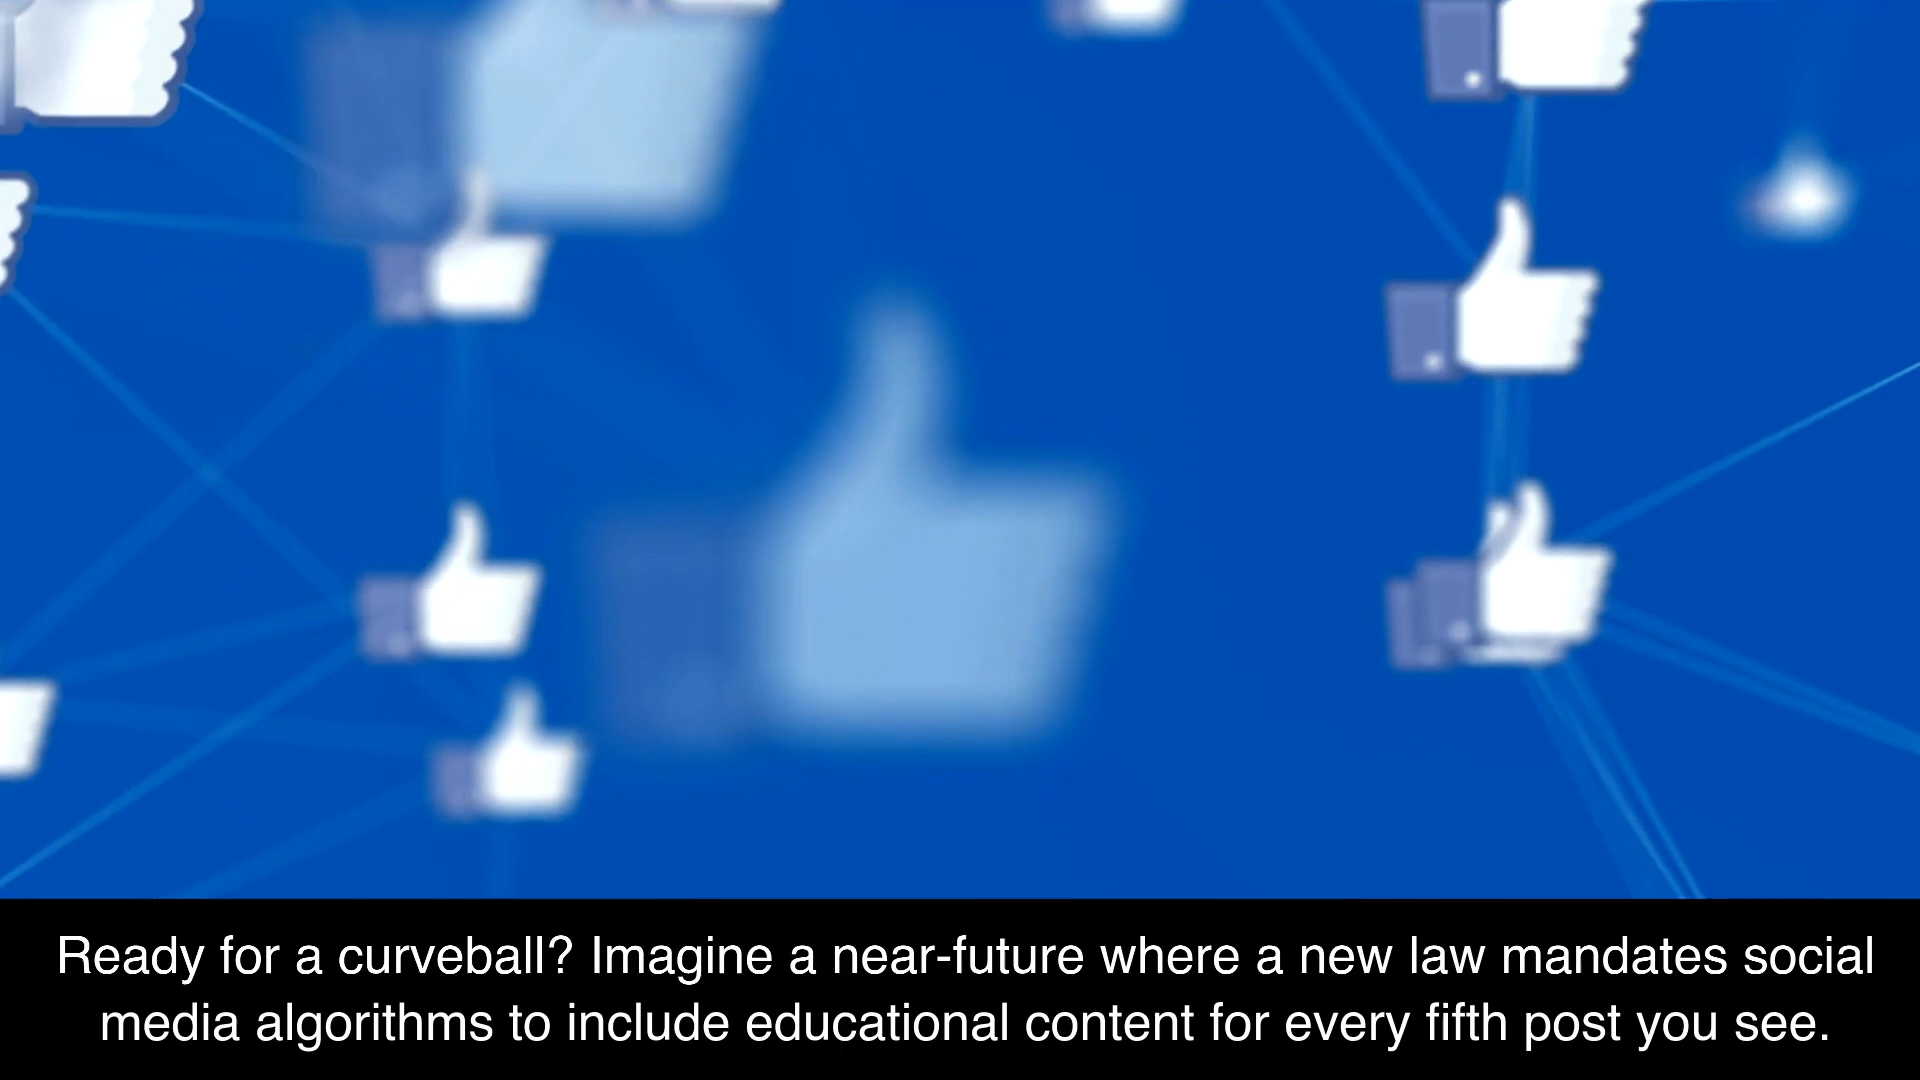 Ready for a curveball? Imagine a near-future where a new law mandates social
media algorithms to include educational content for every fifth post you see.